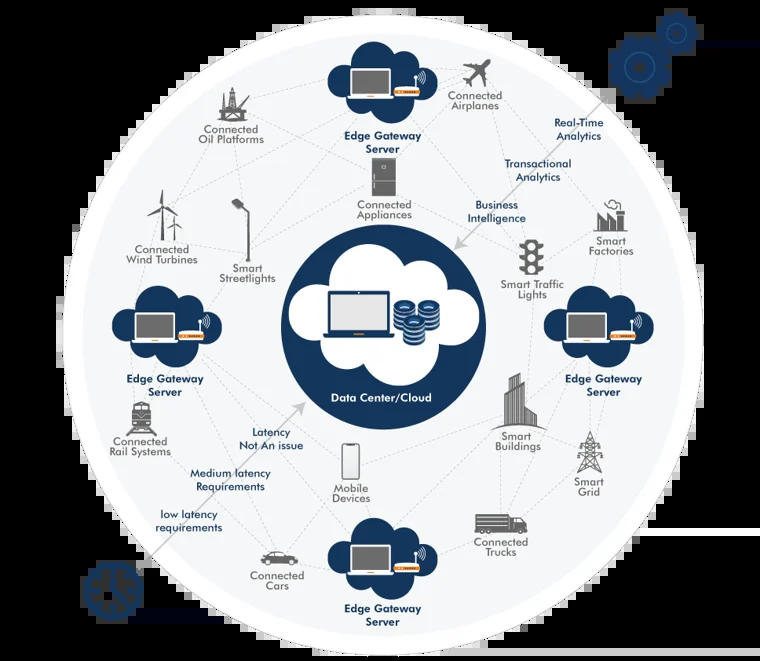 Connected
Oil Platforms
Edge Gateway
Server
Connected
Airplanes
Real-Time
Analytics
Transactional
Analytics
Business
Intelligence
Connected
Appliances
Connected
Wind Turbines
Smart
Streetlights
Smart Traffic
Lights
Smart
Factories
Edge Gateway
Server
Data Center/Cloud
Edge Gateway
Server
Connected
Rail Systems
Latency
Not An issue
Medium latency
Requirements
low latency
requirements
Mobile
Devices
Smart
Buildings
Smart
Grid
Connected
Trucks
Connected
Cars
Edge Gateway
Server